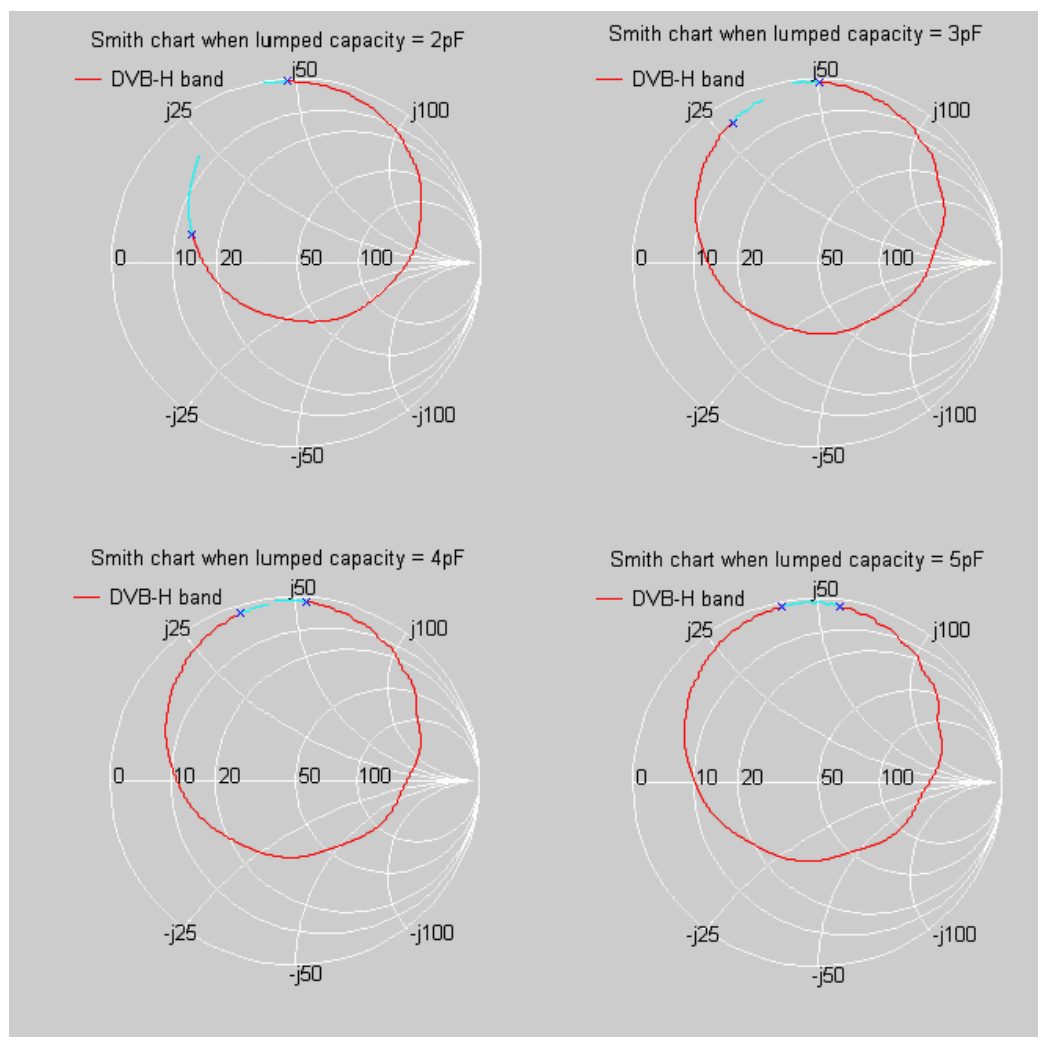 Smith chart when lumped capacity = 2pF
DVB-H band
j50
j25
j100
0
10
20
50
100
-j25
-j100
-j50
Smith chart when lumped capacity = 3pF
DVB-H band
j50
j25
j100
0
10
20
50
100
-j25
-j100
-j50
Smith chart when lumped capacity = 4pF
DVB-H band
j50
j25
j100
0
10
20
50
100
-j25
-j100
-j50
Smith chart when lumped capacity = 5pF
DVB-H band
j50
j25
j100
0
10
20
50
100
-j25
-j100
-j50